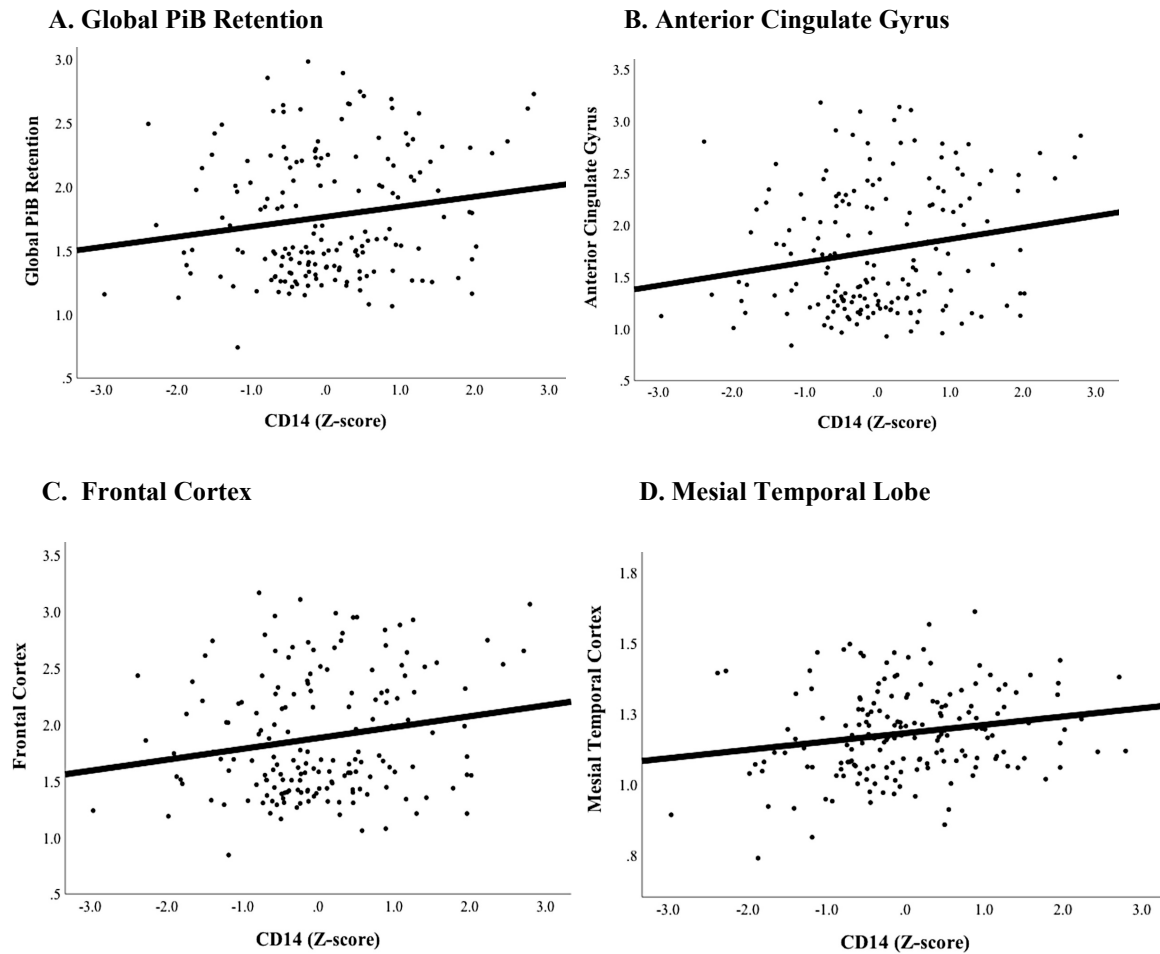 A. Global PiB Retention
B. Anterior Cingulate Gyrus
Global PiB Retention
3.0
2.5
2.0
1.5
1.0
.5
-3.0 -2.0 -1.0 .0 1.0 2.0 3.0
CD14 (Z-score)
Anterior Cingulate Gyrus
3.5
3.0
2.5
2.0
1.5
1.0
.5
-3.0 -2.0 -1.0 .0 1.0 2.0 3.0
CD14 (Z-score)
C. Frontal Cortex
D. Mesial Temporal Lobe
Frontal Cortex
3.5
3.0
2.5
2.0
1.5
1.0
.5
-3.0 -2.0 -1.0 .0 1.0 2.0 3.0
CD14 (Z-score)
Mesial Temporal Cortex
1.8
1.5
1.3
1.0
.8
-3.0 -2.0 -1.0 .0 1.0 2.0 3.0
CD14 (Z-score)